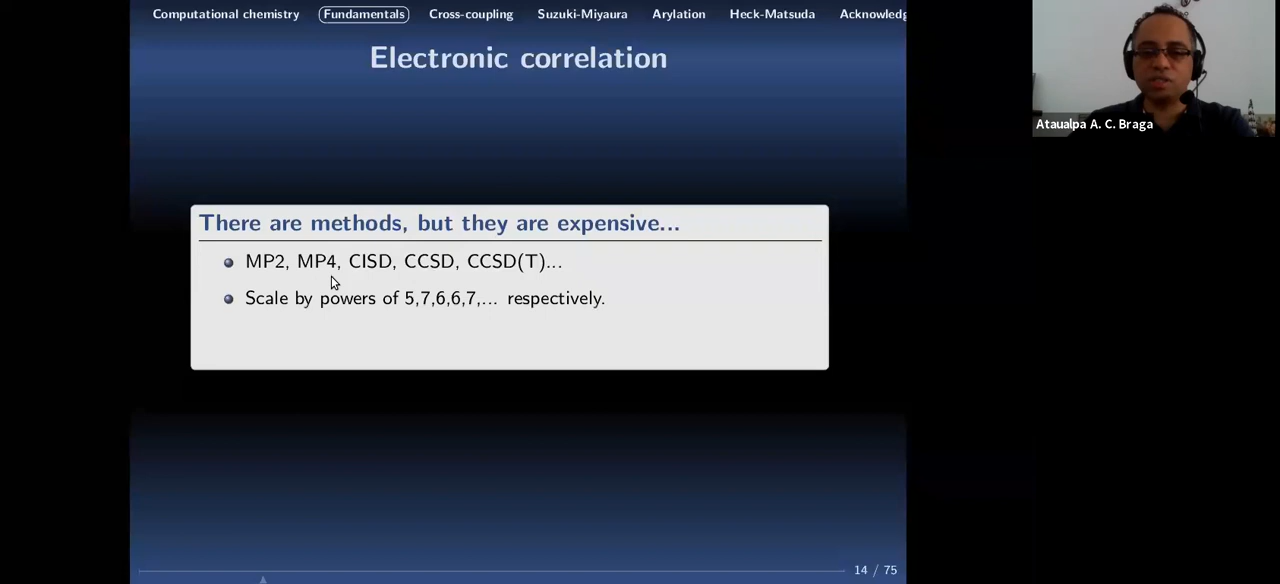 Computational chemistry Fundamentals Cross-coupling Suzuki-Miyaura Arylation Heck-Matsuda
Electronic correlation
There are methods, but they are expensive...
MP2, MP4, CISD, CCSD, CCSD(T)...
Scale by powers of 5,7,6,6,7,... respectively.
14 / 75
Ataualpa A. C. Braga